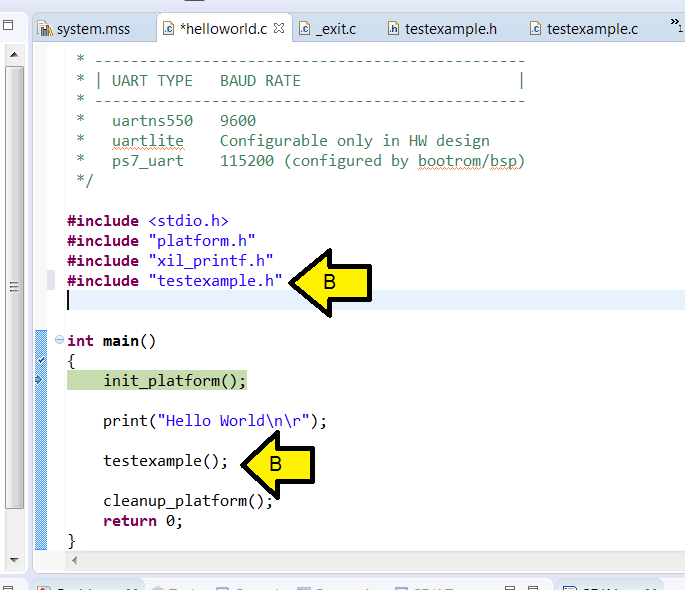 system.mss *helloworld.c _exit.c testexample.h testexample.c »1
* ------------------------------------------------
* | UART TYPE   BAUD RATE                        |
* ------------------------------------------------
*   uartns550   9600
*   uartlite    Configurable only in HW design
*   ps7_uart    115200 (configured by bootrom/bsp)
*/
#include <stdio.h>
#include "platform.h"
#include "xil_printf.h"
#include "testexample.h" B
int main()
{
init_platform();
print("Hello World\n\r");
testexample(); B
cleanup_platform();
return 0;
}